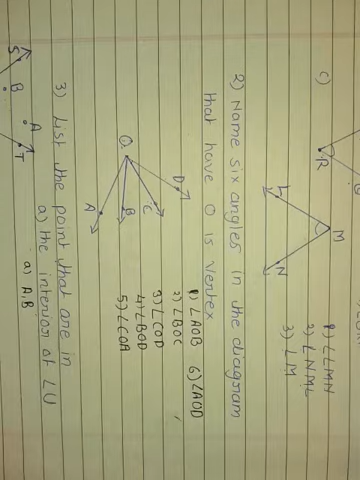 C)
R
L
M
N
1) ∠LMN
2) ∠NML
3) ∠M
2) Name six angles in the diagram
that have O is vertex
O
D
C
B
A
1) ∠AOB 6) ∠AOD
2) ∠BOC
3) ∠COD
4) ∠BOD
5) ∠COA
3) List the point that are in
a) the interior of ∠U
S
B
A
T
a) A,B